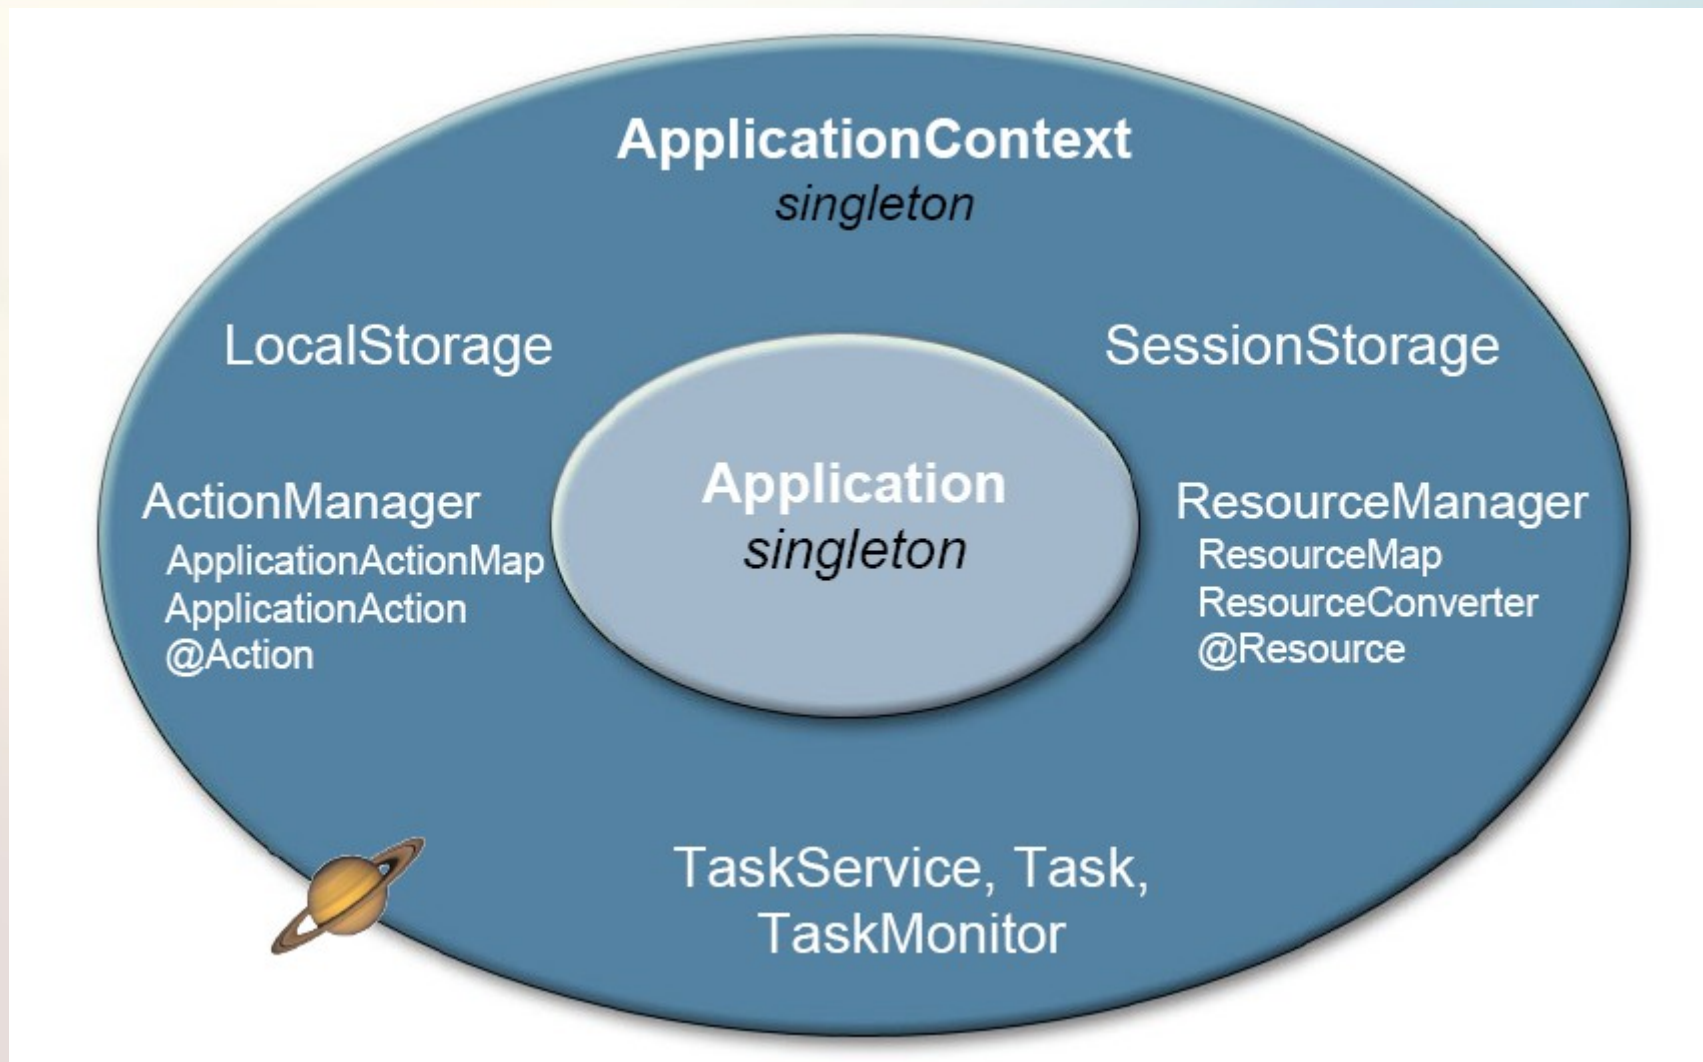 ApplicationContext
singleton
LocalStorage
SessionStorage
ActionManager
ApplicationActionMap
ApplicationAction
@Action
Application
singleton
ResourceManager
ResourceMap
ResourceConverter
@Resource
TaskService, Task,
TaskMonitor